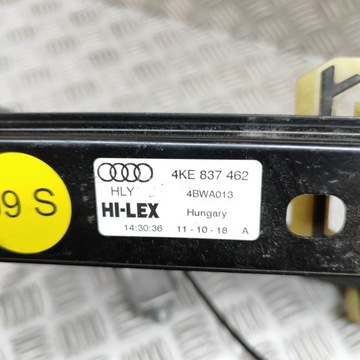 9 S
4KE 837 462
HLY
4BWA013
HI-LEX
Hungary
14:30:36
11-10-18 A